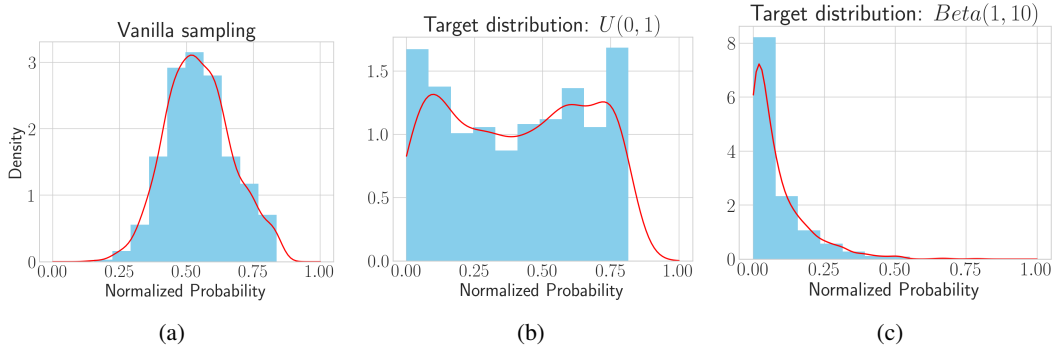 Vanilla sampling
Density
3
2
1
0
0.00 0.25 0.50 0.75 1.00
Normalized Probability
(a)
Target distribution: U(0, 1)
1.5
1.0
0.5
0.0
0.00 0.25 0.50 0.75 1.00
Normalized Probability
(b)
Target distribution: Beta(1, 10)
8
6
4
2
0
0.00 0.25 0.50 0.75 1.00
Normalized Probability
(c)